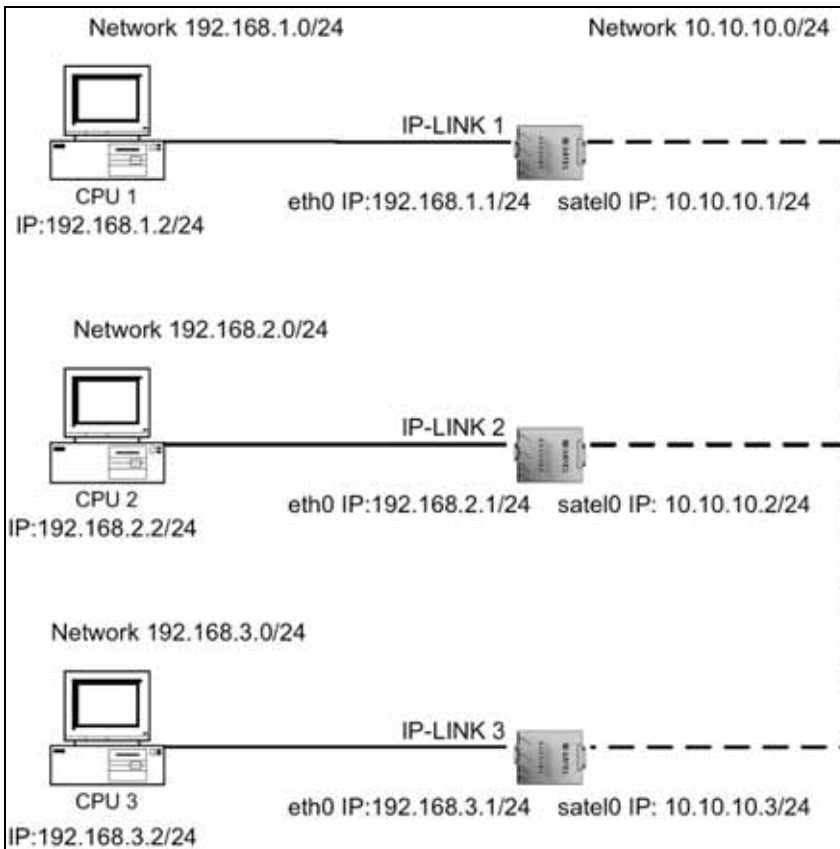 Network 192.168.1.0/24
Network 10.10.10.0/24
IP-LINK 1
CPU 1
IP:192.168.1.2/24
eth0 IP:192.168.1.1/24
satel0 IP: 10.10.10.1/24
Network 192.168.2.0/24
IP-LINK 2
CPU 2
IP:192.168.2.2/24
eth0 IP:192.168.2.1/24
satel0 IP: 10.10.10.2/24
Network 192.168.3.0/24
IP-LINK 3
CPU 3
IP:192.168.3.2/24
eth0 IP:192.168.3.1/24
satel0 IP: 10.10.10.3/24